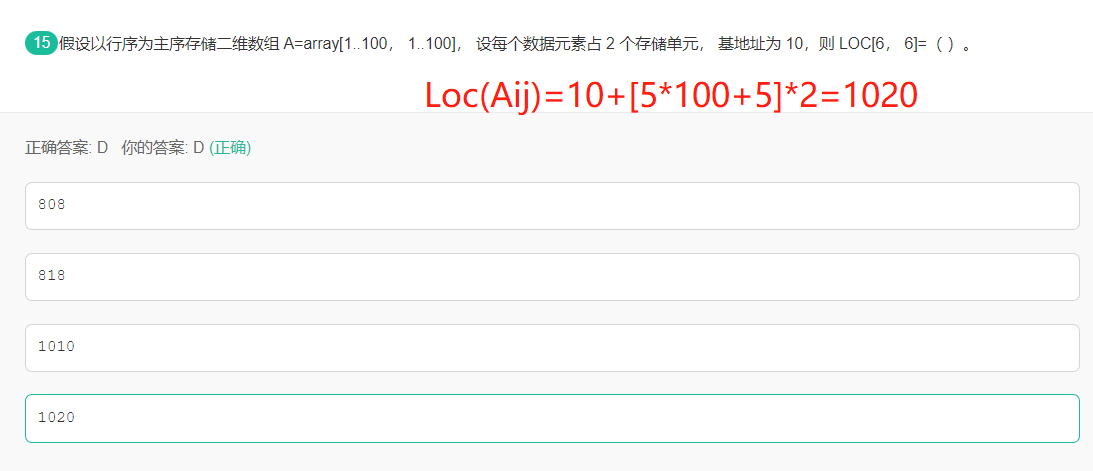 15 假设以行序为主序存储二维数组 A=array[1..100， 1..100]， 设每个数据元素占 2 个存储单元， 基地址为 10，则 LOC[6， 6]=（ ）。
Loc(Aij)=10+[5*100+5]*2=1020
正确答案: D 你的答案: D (正确)
808
818
1010
1020